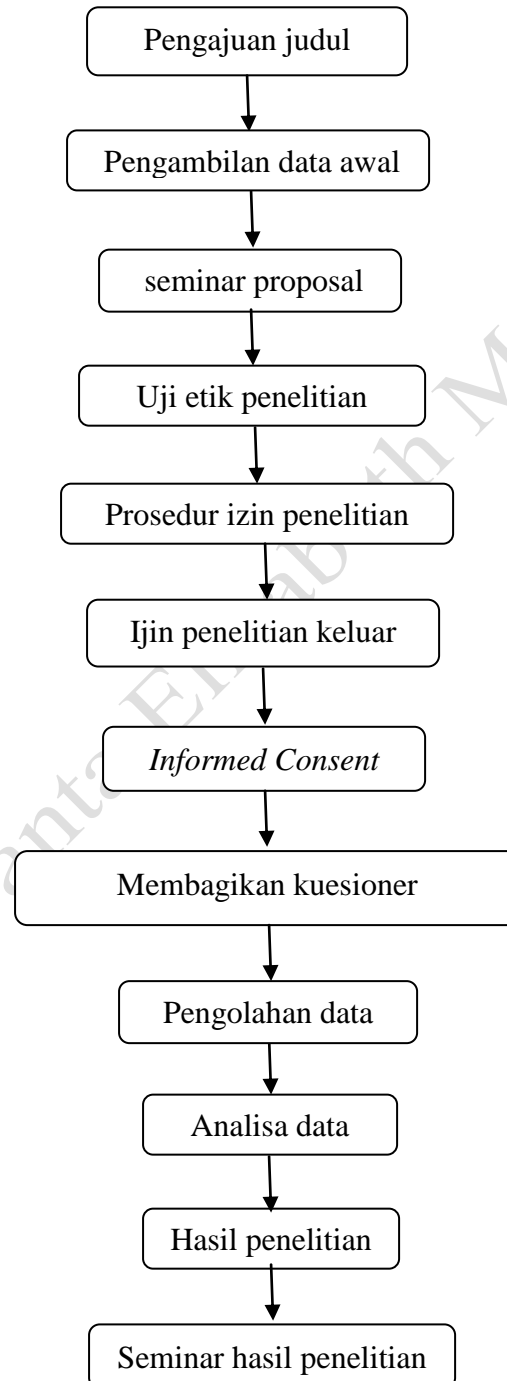 Pengajuan judul
Pengambilan data awal
seminar proposal
Uji etik penelitian
Prosedur izin penelitian
Ijin penelitian keluar
Informed Consent
Membagikan kuesioner
Pengolahan data
Analisa data
Hasil penelitian
Seminar hasil penelitian